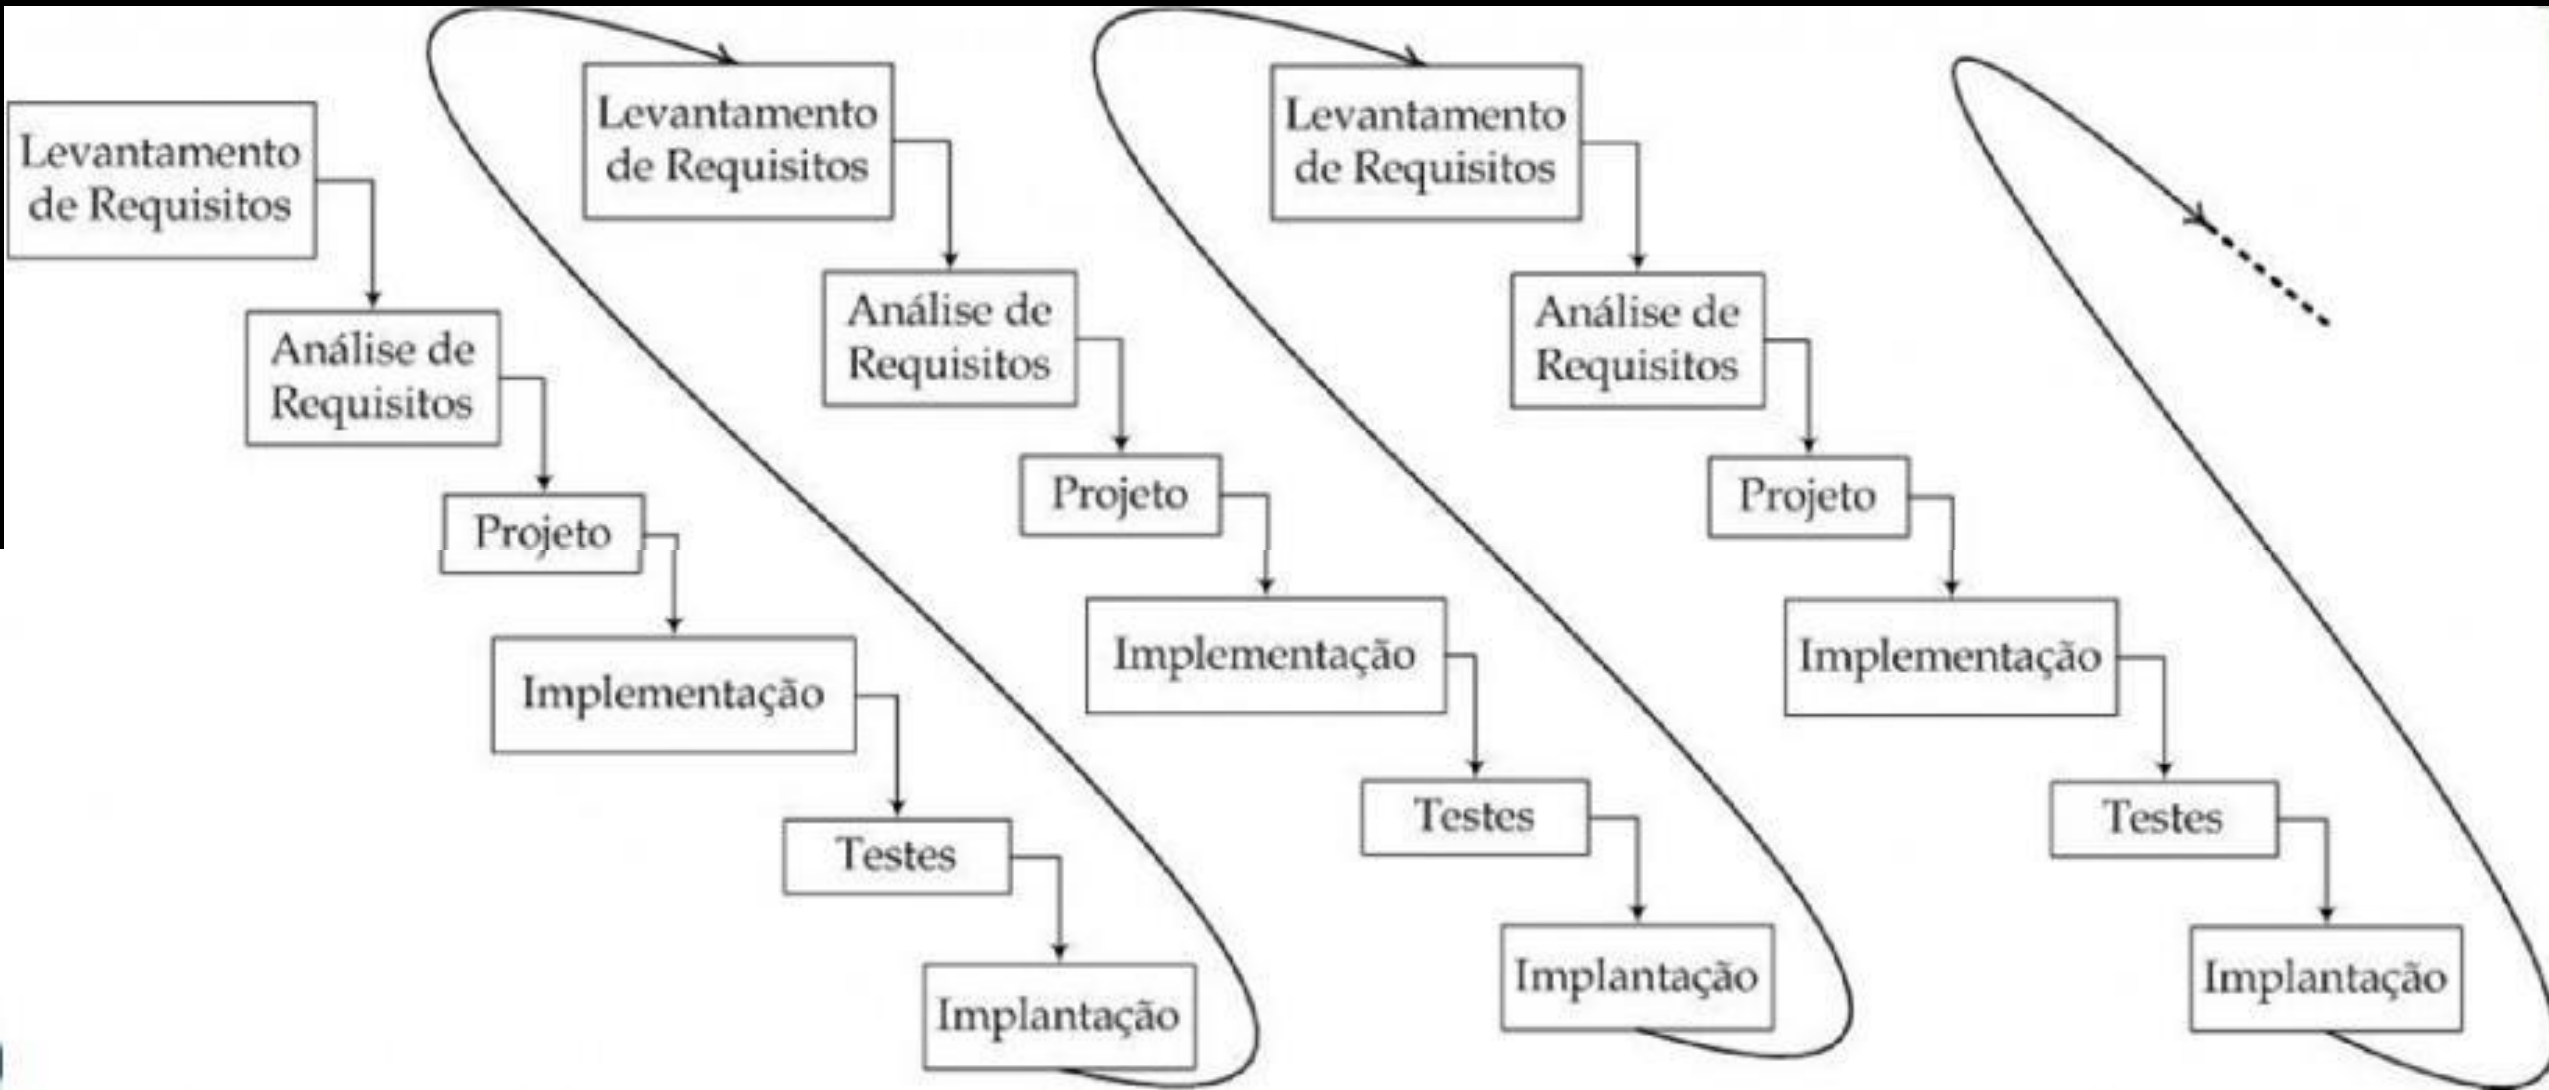 Levantamento
de Requisitos
Análise de
Requisitos
Projeto
Implementação
Testes
Implantação
Levantamento
de Requisitos
Análise de
Requisitos
Projeto
Implementação
Testes
Implantação
Levantamento
de Requisitos
Análise de
Requisitos
Projeto
Implementação
Testes
Implantação